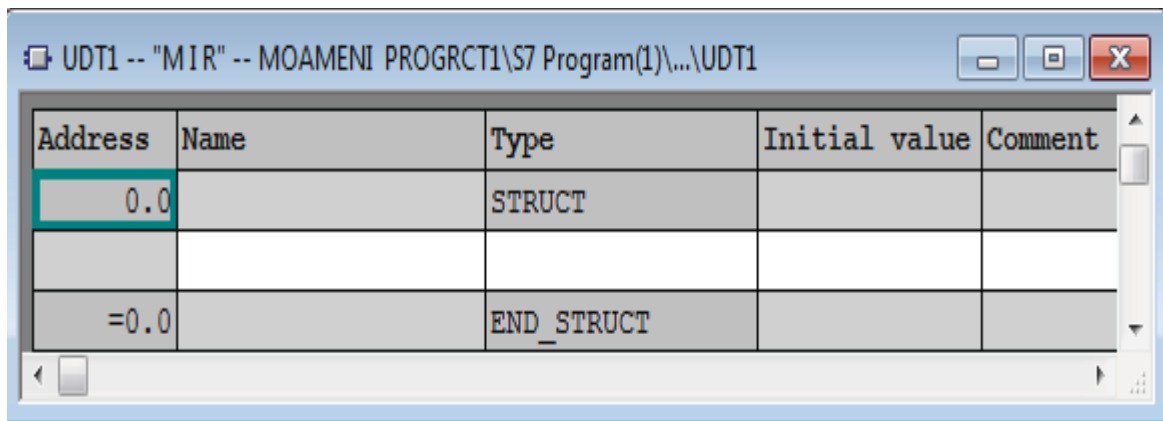 UDT1 -- "M I R" -- MOAMENI PROGRCT1\S7 Program(1)\...\UDT1
Address Name Type Initial value Comment
0.0 STRUCT
=0.0 END_STRUCT